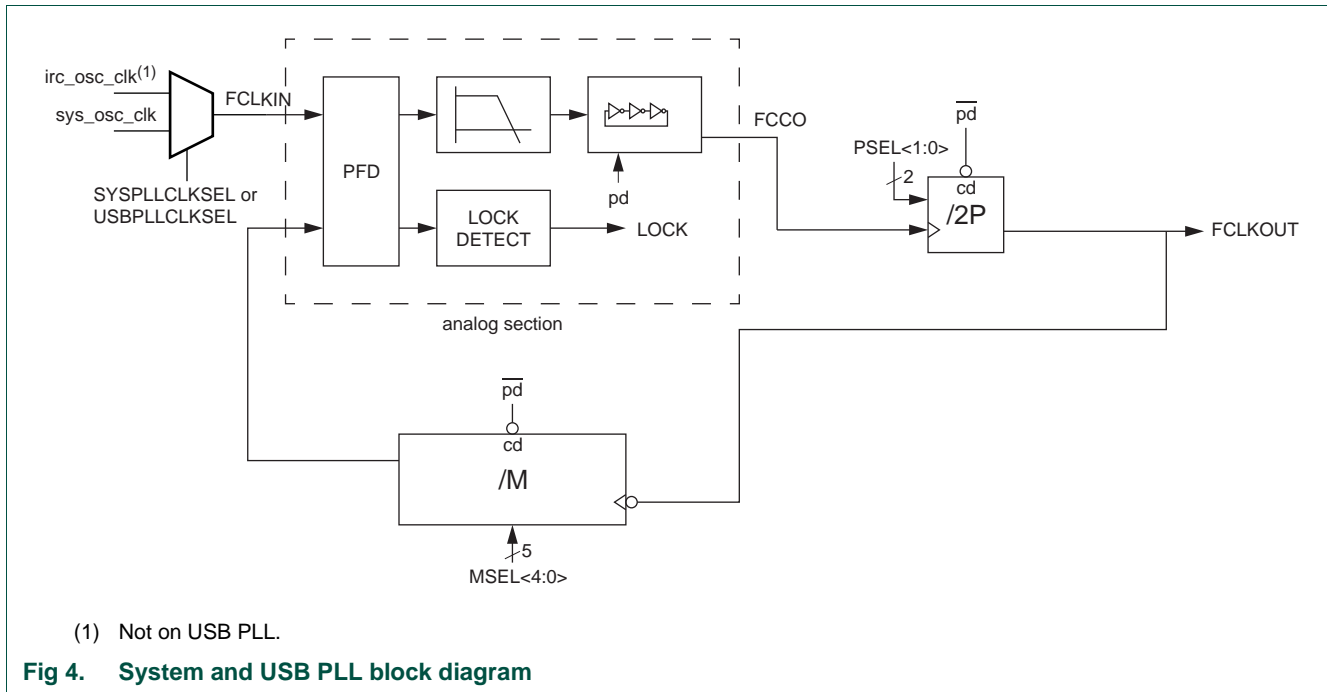 irc_osc_clk(1)
sys_osc_clk
FCLKIN
SYSPLLCLKSEL or
USBPLLCLKSEL
PFD
LOCK
DETECT
LOCK
pd
FCCO
analog section
pd
PSEL<1:0>
2
cd
/2P
FCLKOUT
pd
cd
/M
5
MSEL<4:0>
(1) Not on USB PLL.
Fig 4. System and USB PLL block diagram